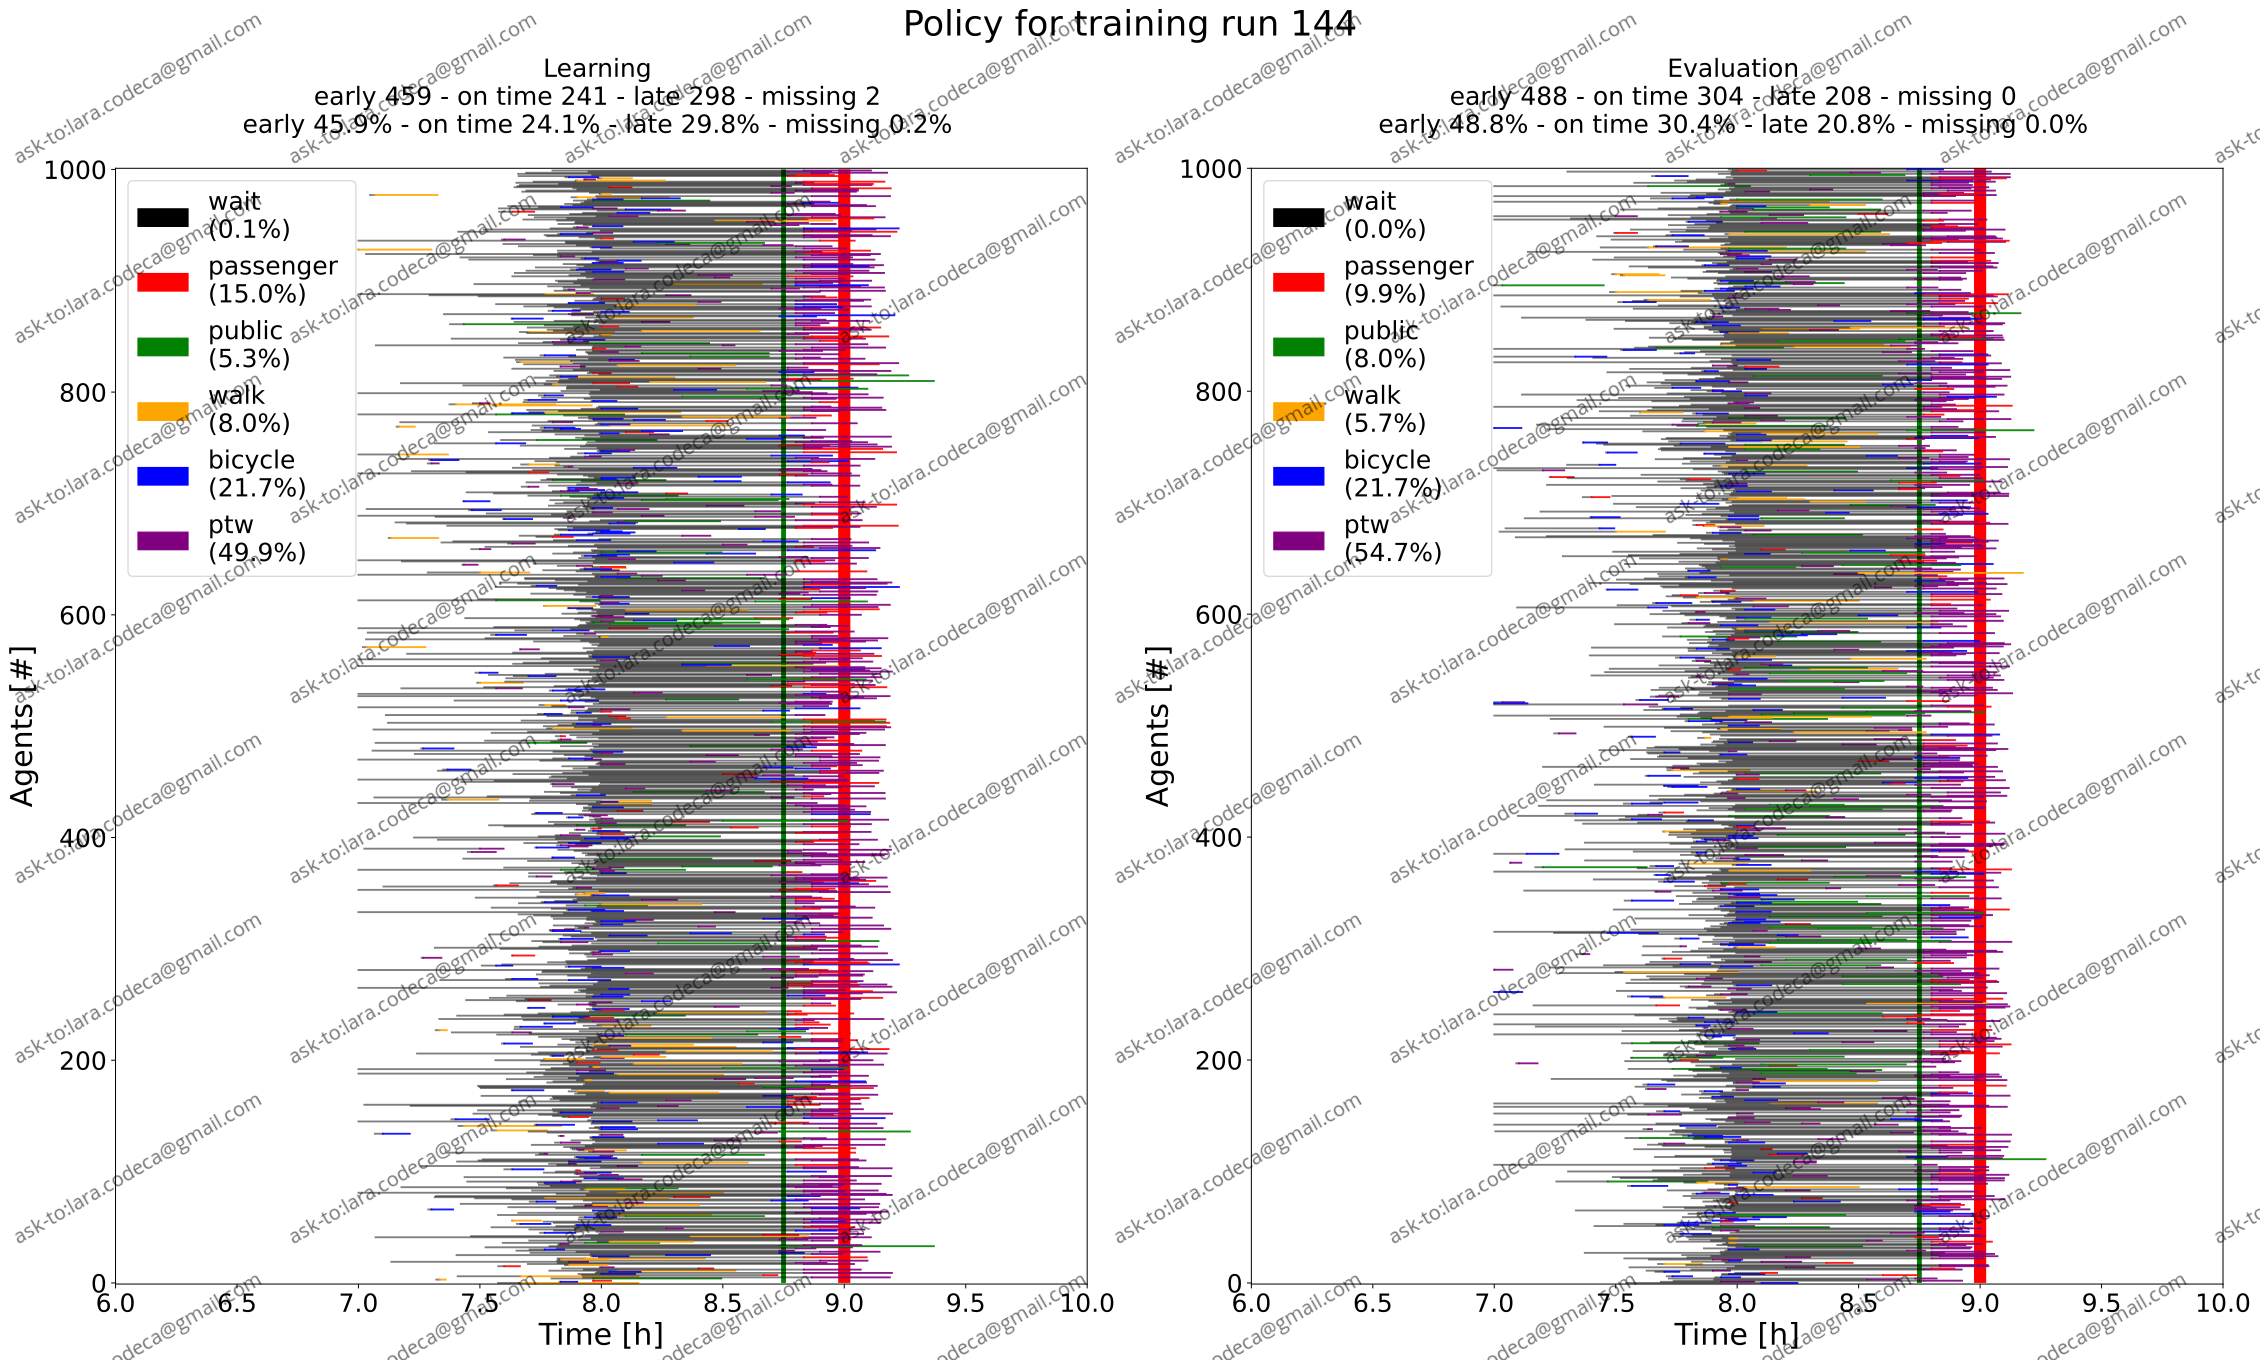 Policy for training run 144
Learning
early 459 - on time 241 - late 298 - missing 2
early 45.9% - on time 24.1% - late 29.8% - missing 0.2%
Evaluation
early 488 - on time 304 - late 208 - missing 0
early 48.8% - on time 30.4% - late 20.8% - missing 0.0%
wait
(0.1%)
passenger
(15.0%)
public
(5.3%)
walk
(8.0%)
bicycle
(21.7%)
ptw
(49.9%)
Agents [#]
1000
800
600
400
200
0
6.0 6.5 7.0 7.5 8.0 8.5 9.0 9.5 10.0
Time [h]
wait
(0.0%)
passenger
(9.9%)
public
(8.0%)
walk
(5.7%)
bicycle
(21.7%)
ptw
(54.7%)
Agents [#]
1000
800
600
400
200
0
6.0 6.5 7.0 7.5 8.0 8.5 9.0 9.5 10.0
Time [h]
ask-to:lara.codeca@gmail.com